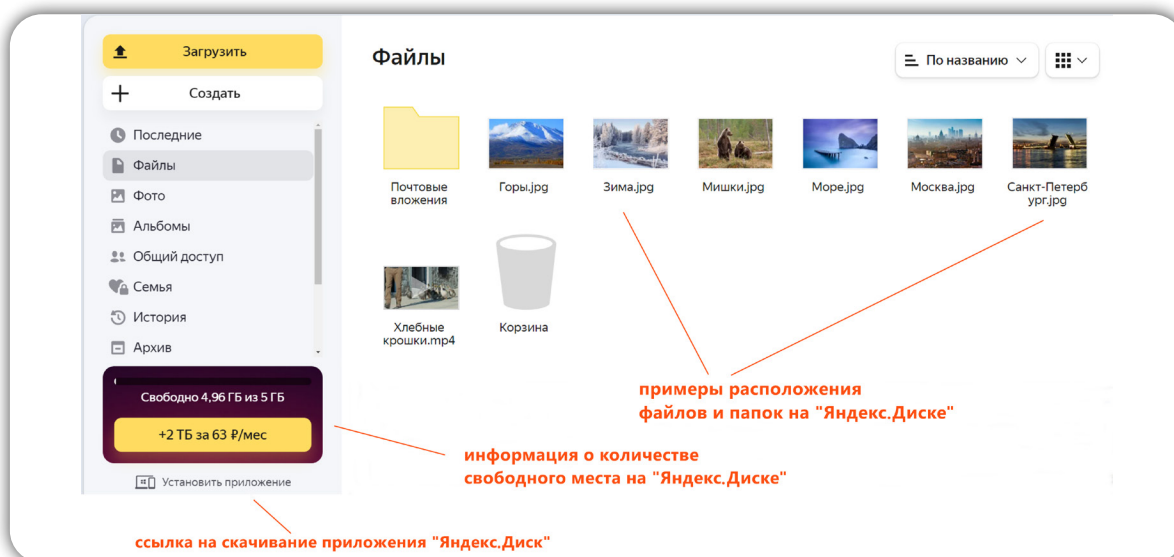 Загрузить
Создать
Последние
Файлы
Фото
Альбомы
Общий доступ
Семья
История
Архив
Свободно 4,96 ГБ из 5 ГБ
+2 ТБ за 63 ₽/мес
Установить приложение
Файлы
По названию
Почтовые
вложения
Горы.jpg
Зима.jpg
Мишки.jpg
Море.jpg
Москва.jpg
Санкт-Петерб
ург.jpg
Хлебные
крошки.mp4
Корзина
примеры расположения
файлов и папок на "Яндекс.Диске"
информация о количестве
свободного места на "Яндекс.Диске"
ссылка на скачивание приложения "Яндекс.Диск"